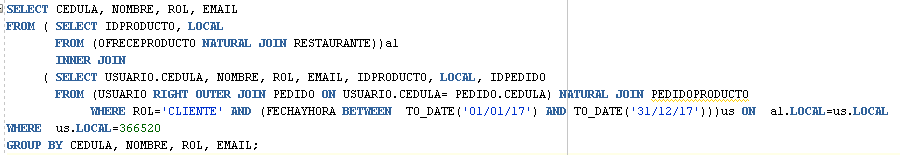 SELECT CEDULA, NOMBRE, ROL, EMAIL
FROM ( SELECT IDPRODUCTO, LOCAL
FROM (OFRECEPRODUCTO NATURAL JOIN RESTAURANTE))al
INNER JOIN
( SELECT USUARIO.CEDULA, NOMBRE, ROL, EMAIL, IDPRODUCTO, LOCAL, IDPEDIDO
FROM (USUARIO RIGHT OUTER JOIN PEDIDO ON USUARIO.CEDULA= PEDIDO.CEDULA) NATURAL JOIN PEDIDOPRODUCTO
WHERE ROL='CLIENTE' AND (FECHAYHORA BETWEEN  TO_DATE('01/01/17') AND TO_DATE('31/12/17')))us ON  al.LOCAL=us.LOCAL
WHERE  us.LOCAL=366520
GROUP BY CEDULA, NOMBRE, ROL, EMAIL;